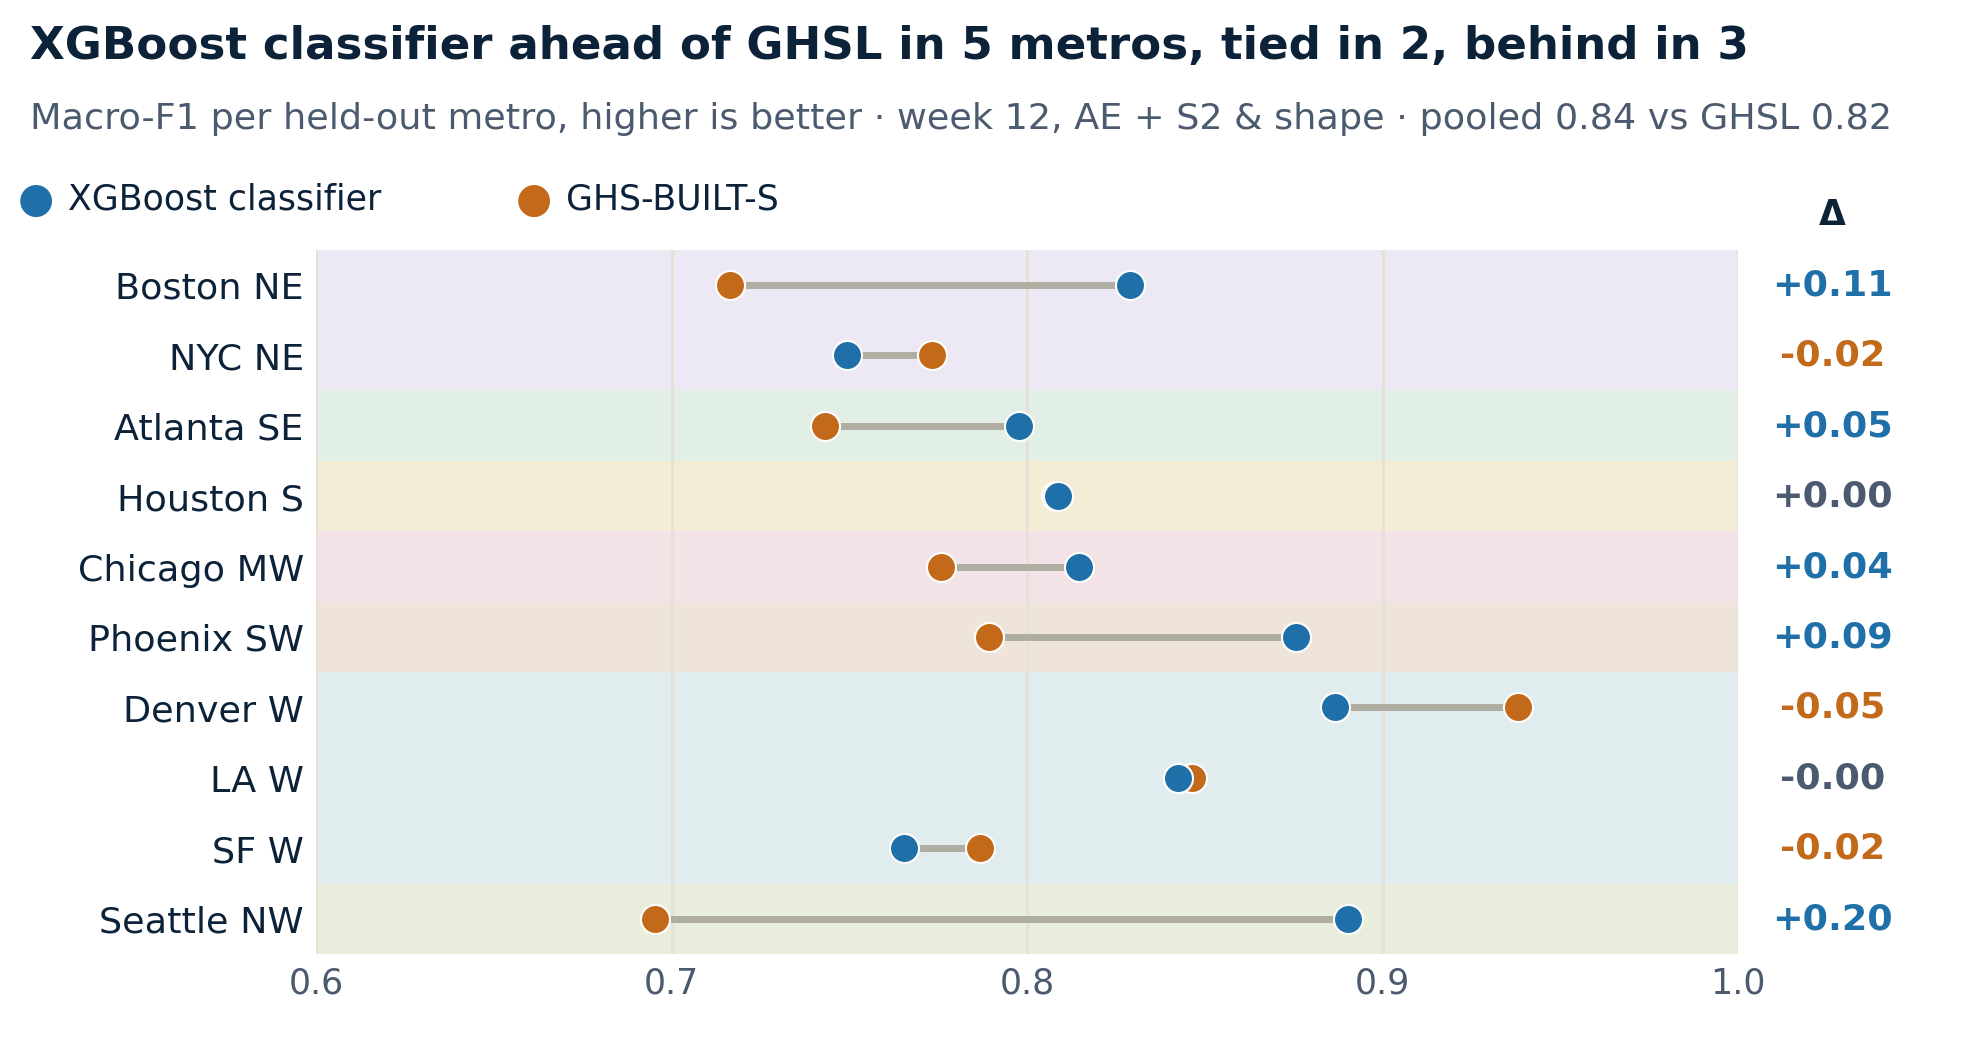 XGBoost classifier ahead of GHSL in 5 metros, tied in 2, behind in 3
Macro-F1 per held-out metro, higher is better · week 12, AE + S2 & shape · pooled 0.84 vs GHSL 0.82
XGBoost classifier GHS-BUILT-S
Δ
Boston NE +0.11
NYC NE -0.02
Atlanta SE +0.05
Houston S +0.00
Chicago MW +0.04
Phoenix SW +0.09
Denver W -0.05
LA W -0.00
SF W -0.02
Seattle NW +0.20
0.6 0.7 0.8 0.9 1.0